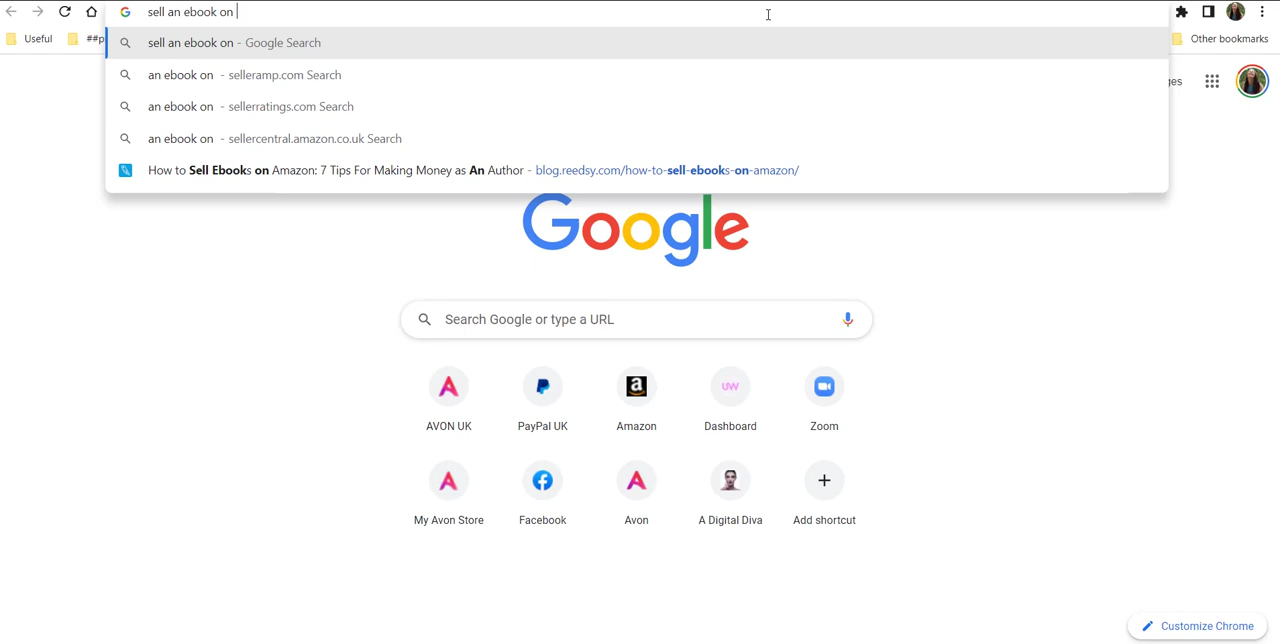 sell an ebook on
Useful
##p
Other bookmarks
sell an ebook on - Google Search
an ebook on - selleramp.com Search
an ebook on - sellerratings.com Search
an ebook on - sellercentral.amazon.co.uk Search
How to Sell Ebooks on Amazon: 7 Tips For Making Money as An Author - blog.reedsy.com/how-to-sell-ebooks-on-amazon/
ges
Google
Search Google or type a URL
AVON UK
PayPal UK
Amazon
Dashboard
Zoom
My Avon Store
Facebook
Avon
A Digital Diva
Add shortcut
Customize Chrome